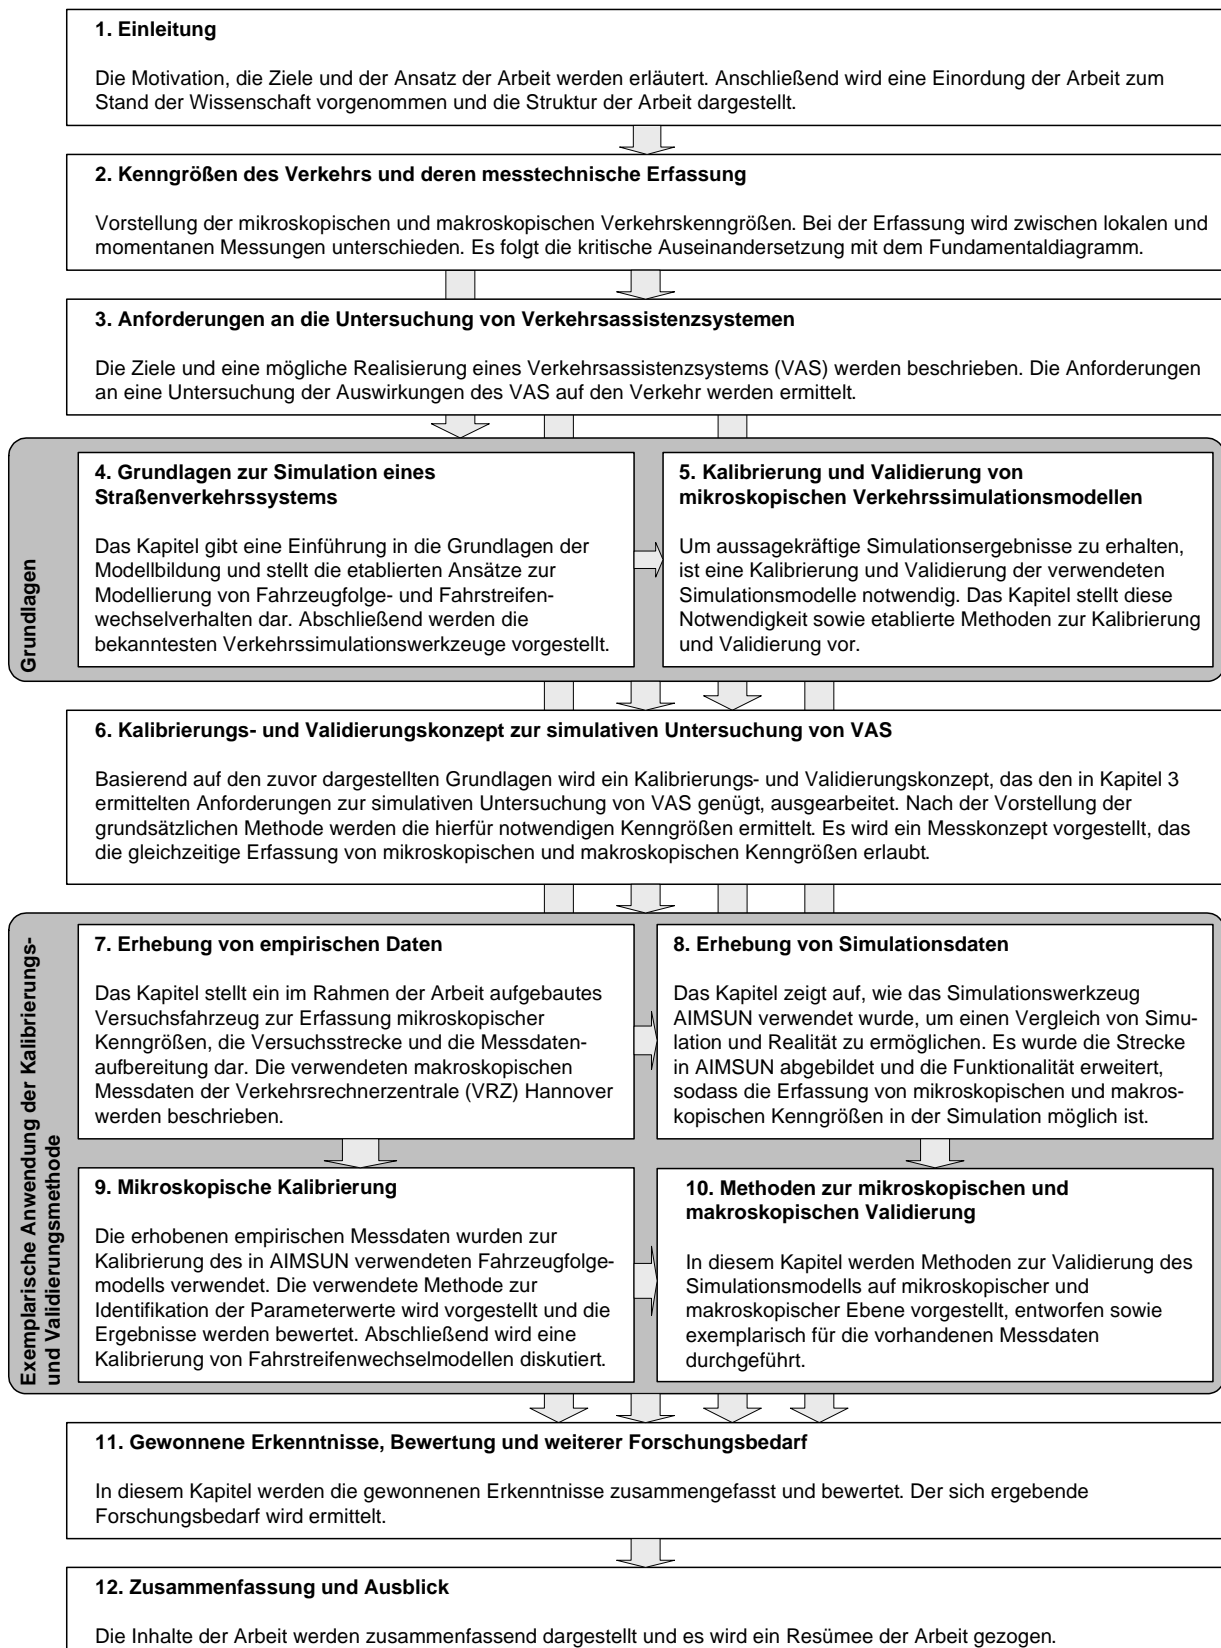 1. Einleitung
Die Motivation, die Ziele und der Ansatz der Arbeit werden erläutert. Anschließend wird eine Einordung der Arbeit zum
Stand der Wissenschaft vorgenommen und die Struktur der Arbeit dargestellt.
2. Kenngrößen des Verkehrs und deren messtechnische Erfassung
Vorstellung der mikroskopischen und makroskopischen Verkehrskenngrößen. Bei der Erfassung wird zwischen lokalen und
momentanen Messungen unterschieden. Es folgt die kritische Auseinandersetzung mit dem Fundamentaldiagramm.
3. Anforderungen an die Untersuchung von Verkehrsassistenzsystemen
Die Ziele und eine mögliche Realisierung eines Verkehrsassistenzsystems (VAS) werden beschrieben. Die Anforderungen
an eine Untersuchung der Auswirkungen des VAS auf den Verkehr werden ermittelt.
Grundlagen
4. Grundlagen zur Simulation eines
Straßenverkehrssystems
Das Kapitel gibt eine Einführung in die Grundlagen der
Modellbildung und stellt die etablierten Ansätze zur
Modellierung von Fahrzeugfolge- und Fahrstreifen-
wechselverhalten dar. Abschließend werden die
bekanntesten Verkehrssimulationswerkzeuge vorgestellt.
5. Kalibrierung und Validierung von
mikroskopischen Verkehrssimulationsmodellen
Um aussagekräftige Simulationsergebnisse zu erhalten,
ist eine Kalibrierung und Validierung der verwendeten
Simulationsmodelle notwendig. Das Kapitel stellt diese
Notwendigkeit sowie etablierte Methoden zur Kalibrierung
und Validierung vor.
6. Kalibrierungs- und Validierungskonzept zur simulativen Untersuchung von VAS
Basierend auf den zuvor dargestellten Grundlagen wird ein Kalibrierungs- und Validierungskonzept, das den in Kapitel 3
ermittelten Anforderungen zur simulativen Untersuchung von VAS genügt, ausgearbeitet. Nach der Vorstellung der
grundsätzlichen Methode werden die hierfür notwendigen Kenngrößen ermittelt. Es wird ein Messkonzept vorgestellt, das
die gleichzeitige Erfassung von mikroskopischen und makroskopischen Kenngrößen erlaubt.
Exemplarische Anwendung der Kalibrierungs-
und Validierungsmethode
7. Erhebung von empirischen Daten
Das Kapitel stellt ein im Rahmen der Arbeit aufgebautes
Versuchsfahrzeug zur Erfassung mikroskopischer
Kenngrößen, die Versuchsstrecke und die Messdaten-
aufbereitung dar. Die verwendeten makroskopischen
Messdaten der Verkehrsrechnerzentrale (VRZ) Hannover
werden beschrieben.
8. Erhebung von Simulationsdaten
Das Kapitel zeigt auf, wie das Simulationswerkzeug
AIMSUN verwendet wurde, um einen Vergleich von Simu-
lation und Realität zu ermöglichen. Es wurde die Strecke
in AIMSUN abgebildet und die Funktionalität erweitert,
sodass die Erfassung von mikroskopischen und makros-
kopischen Kenngrößen in der Simulation möglich ist.
9. Mikroskopische Kalibrierung
Die erhobenen empirischen Messdaten wurden zur
Kalibrierung des in AIMSUN verwendeten Fahrzeugfolge-
modells verwendet. Die verwendete Methode zur
Identifikation der Parameterwerte wird vorgestellt und die
Ergebnisse werden bewertet. Abschließend wird eine
Kalibrierung von Fahrstreifenwechselmodellen diskutiert.
10. Methoden zur mikroskopischen und
makroskopischen Validierung
In diesem Kapitel werden Methoden zur Validierung des
Simulationsmodells auf mikroskopischer und
makroskopischer Ebene vorgestellt, entworfen sowie
exemplarisch für die vorhandenen Messdaten
durchgeführt.
11. Gewonnene Erkenntnisse, Bewertung und weiterer Forschungsbedarf
In diesem Kapitel werden die gewonnenen Erkenntnisse zusammengefasst und bewertet. Der sich ergebende
Forschungsbedarf wird ermittelt.
12. Zusammenfassung und Ausblick
Die Inhalte der Arbeit werden zusammenfassend dargestellt und es wird ein Resümee der Arbeit gezogen.